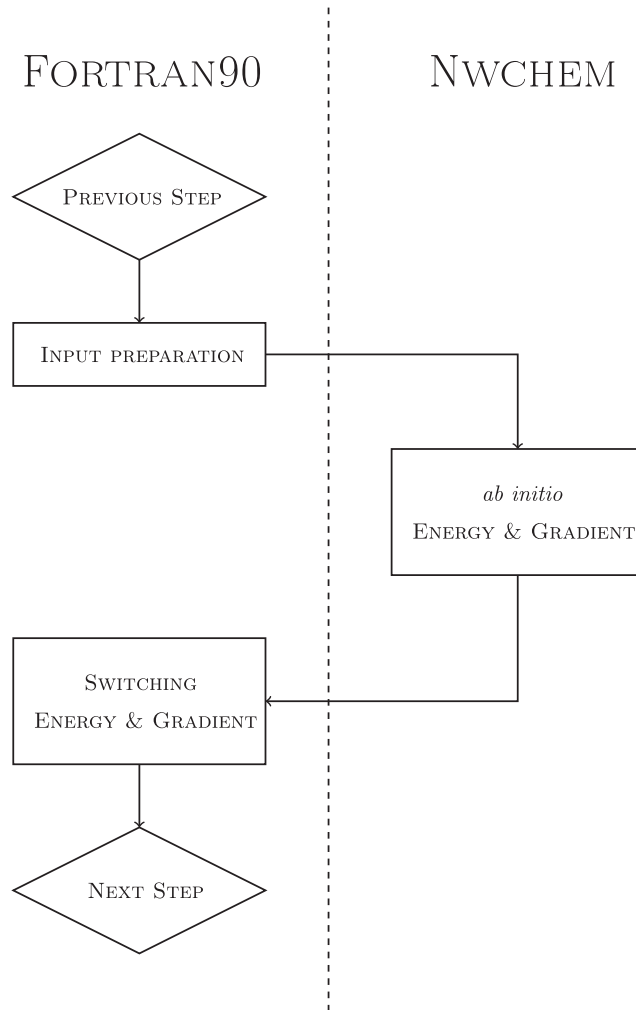 FORTRAN90
NWCHEM
PREVIOUS STEP
INPUT PREPARATION
ab initio
ENERGY & GRADIENT
SWITCHING
ENERGY & GRADIENT
NEXT STEP